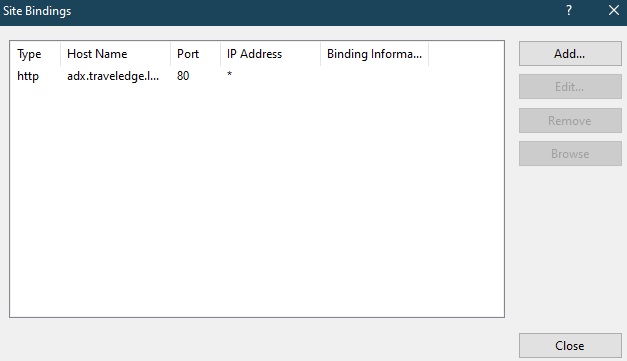 Site Bindings ?
Type Host Name Port IP Address Binding Informa...
http adx.traveledge.l... 80 *
Add...
Edit...
Remove
Browse
Close